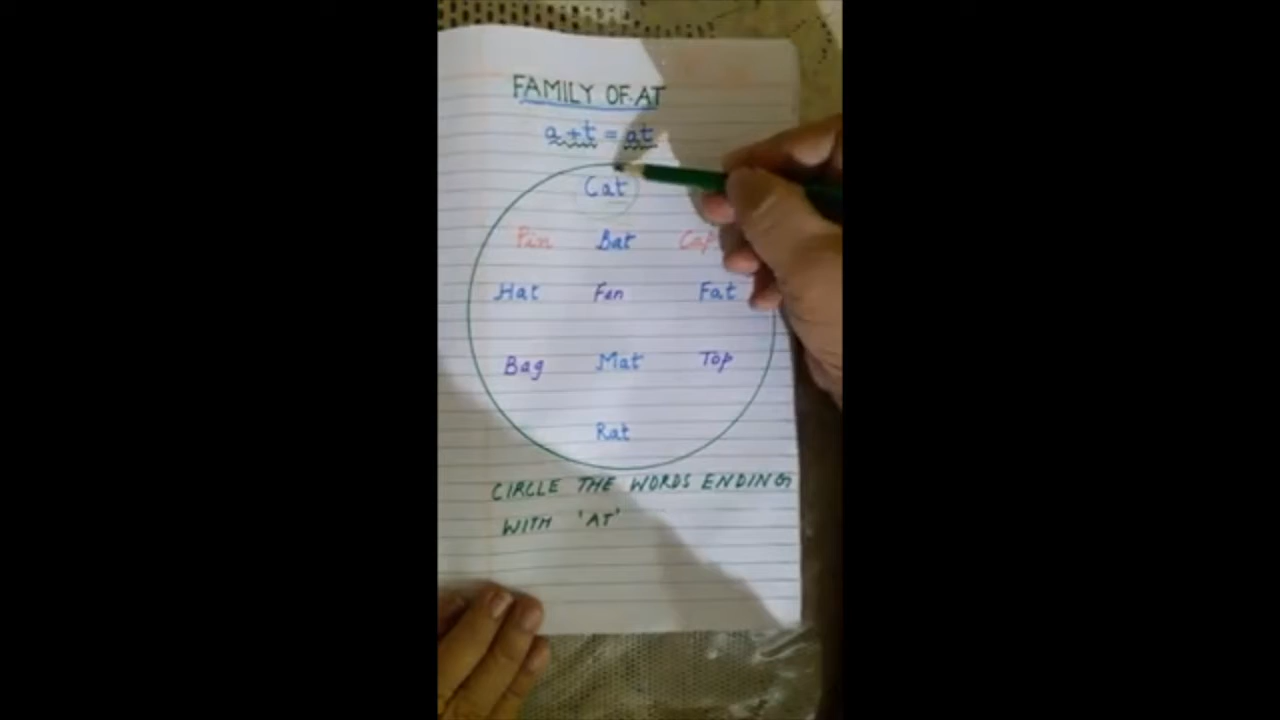 FAMILY OF AT
a+t = at
Cat
Pin Bat Cap
Hat Fan Fat
Bag Mat Top
Rat
CIRCLE THE WORDS ENDING
WITH 'AT'